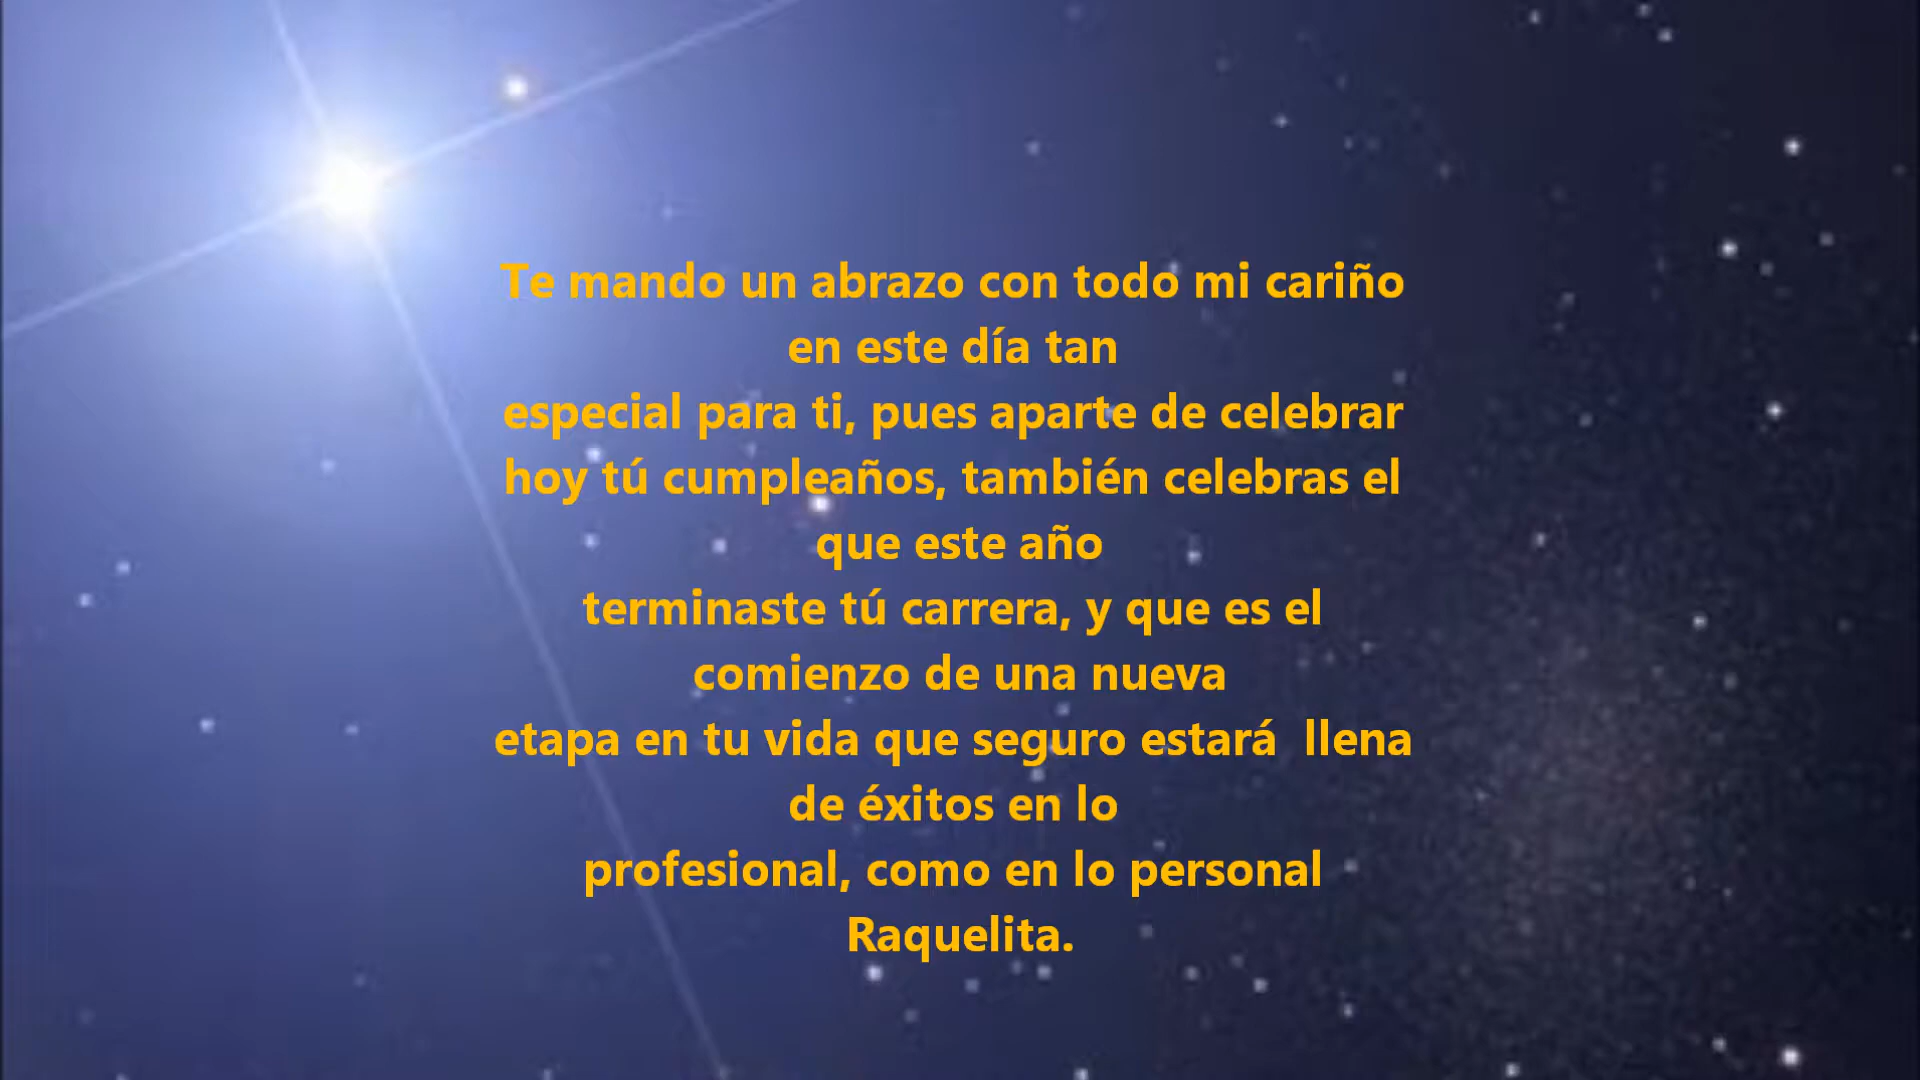 Te mando un abrazo con todo mi cariño
en este día tan
especial para ti, pues aparte de celebrar
hoy tú cumpleaños, también celebras el
que este año
terminaste tú carrera, y que es el
comienzo de una nueva
etapa en tu vida que seguro estará  llena
de éxitos en lo
profesional, como en lo personal
Raquelita.